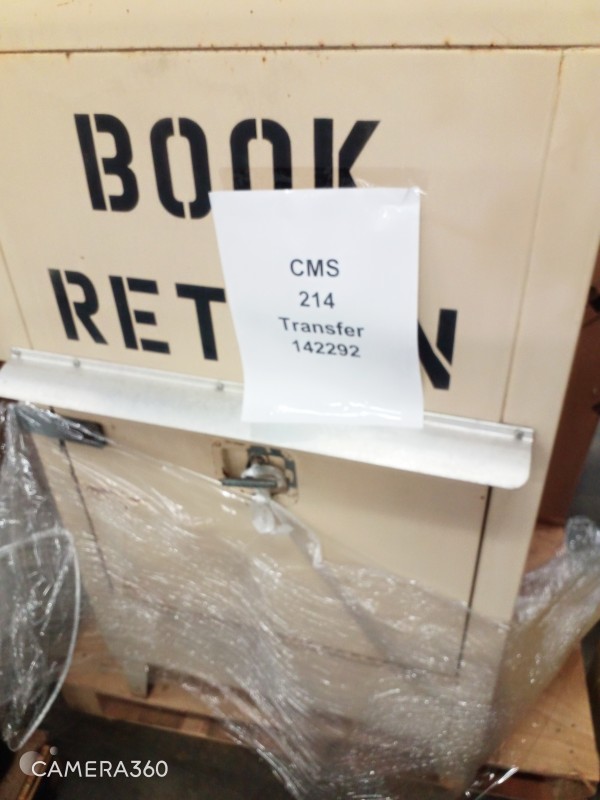 BOOK
RET N
CMS
214
Transfer
142292
CAMERA360